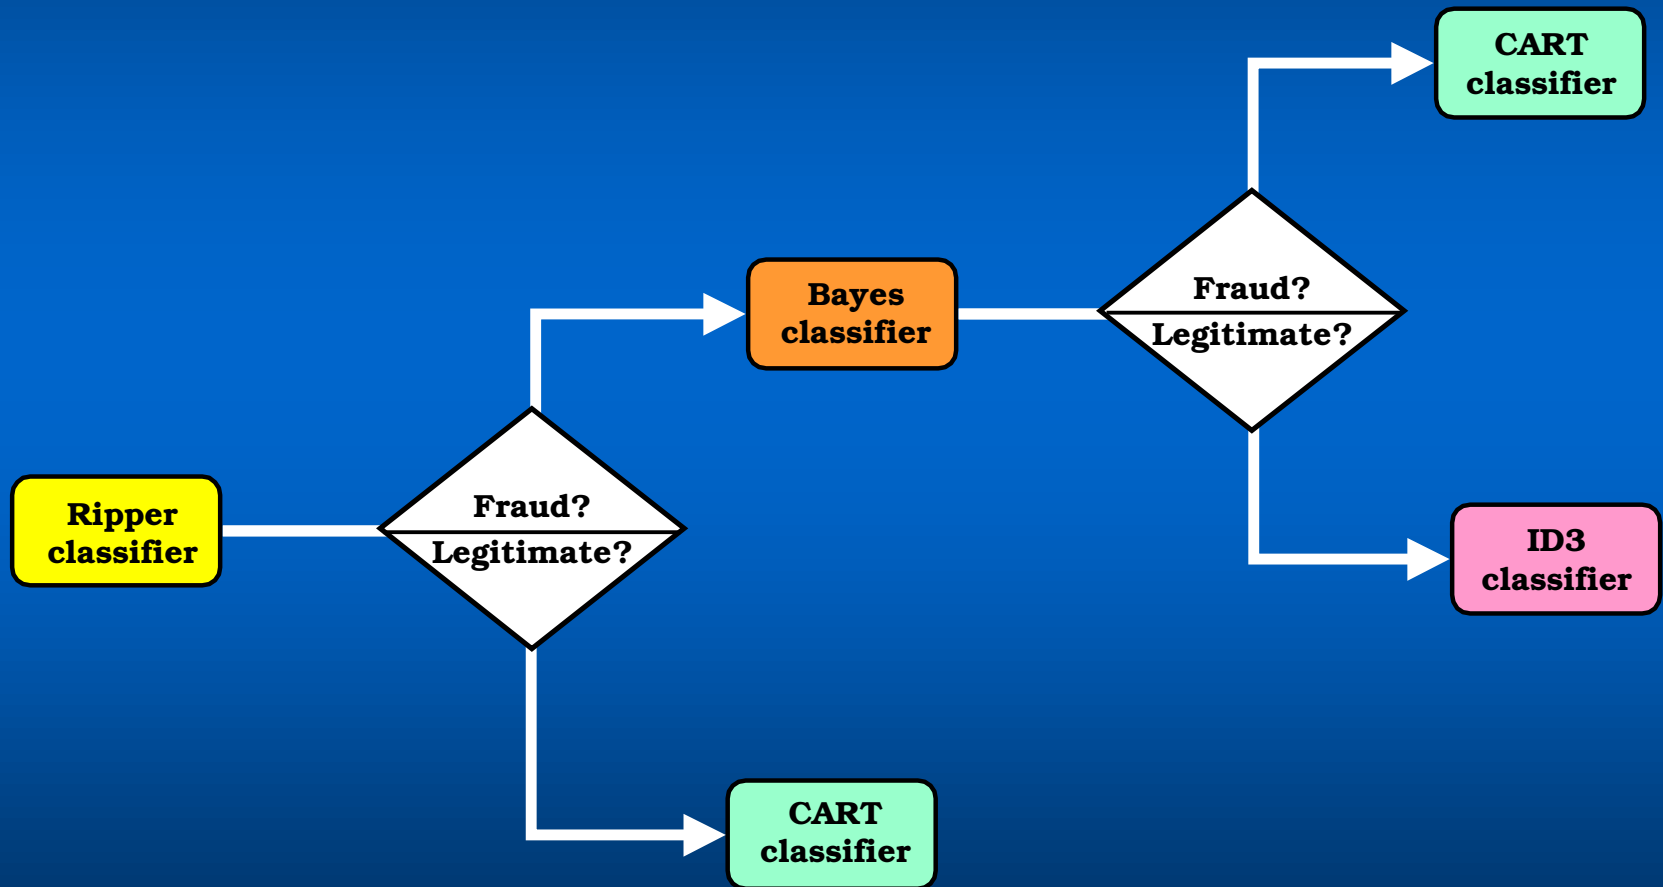 CART
classifier
Bayes
classifier
Fraud?
Legitimate?
Ripper
classifier
Fraud?
Legitimate?
ID3
classifier
CART
classifier